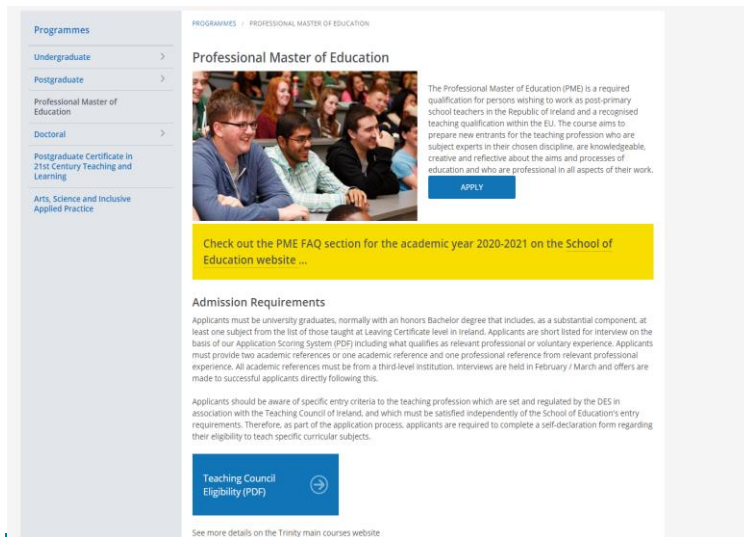 Programmes
Undergraduate
Postgraduate
Professional Master of
Education
Doctoral
Postgraduate Certificate in
21st Century Teaching and
Learning
Arts, Science and Inclusive
Applied Practice
PROGRAMMES / PROFESSIONAL MASTER OF EDUCATION
Professional Master of Education
The Professional Master of Education (PME) is a required
qualification for persons wishing to work as post-primary
school teachers in the Republic of Ireland and a recognised
teaching qualification within the EU. The course aims to
prepare new entrants for the teaching profession who are
subject experts in their chosen discipline, are knowledgeable,
creative and reflective about the aims and processes of
education and who are professional in all aspects of their work.
APPLY
Check out the PME FAQ section for the academic year 2020-2021 on the School of
Education website ...
Admission Requirements
Applicants must be university graduates, normally with an honors Bachelor degree that includes, as a substantial component, at
least one subject from the list of those taught at Leaving Certificate level in Ireland. Applicants are short listed for interview on the
basis of our Application Scoring System (PDF) including what qualifies as relevant professional or voluntary experience. Applicants
must provide two academic references or one academic reference and one professional reference from relevant professional
experience. All academic references must be from a third-level institution. Interviews are held in February / March and offers are
made to successful applicants directly following this.
Applicants should be aware of specific entry criteria to the teaching profession which are set and regulated by the DES in
association with the Teaching Council of Ireland, and which must be satisfied independently of the School of Education's entry
requirements. Therefore, as part of the application process, applicants are required to complete a self-declaration form regarding
their eligibility to teach specific curricular subjects.
Teaching Council
Eligibility (PDF)
See more details on the Trinity main courses website